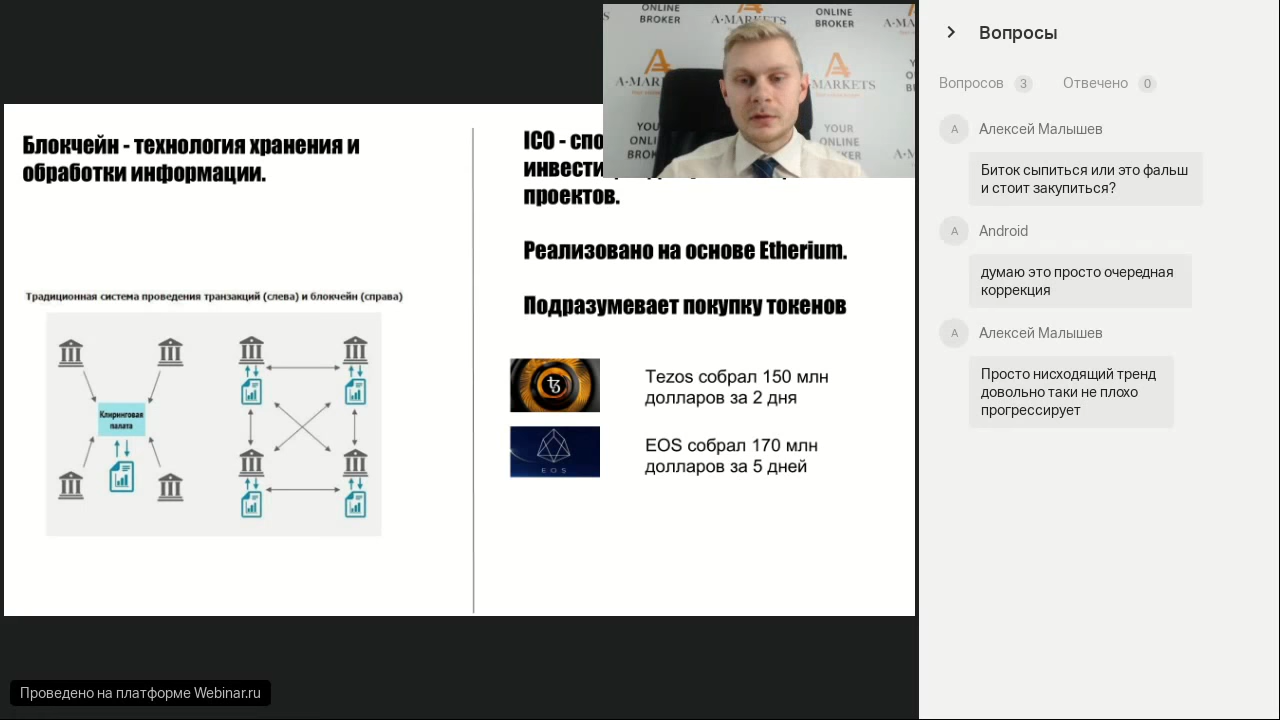 ONLINE
BROKER
A-MARKETS
ONLINE
BROKER
A-MARKETS
MARKETS
YOUR
ONLINE
YOUR
ONLINE
BROKER
Блокчейн - технология хранения и
обработки информации.
Традиционная система проведения транзакций (слева) и блокчейн (справа)
Клиринговая
палата
ICO - спо
инвести
проектов.
Реализовано на основе Etherium.
Подразумевает покупку токенов
Tezos собрал 150 млн
долларов за 2 дня
EOS
EOS собрал 170 млн
долларов за 5 дней
Проведено на платформе Webinar.ru
Вопросы
Вопросов 3 Отвечено 0
A Алексей Малышев
Биток сыпиться или это фальш
и стоит закупиться?
A Android
думаю это просто очередная
коррекция
A Алексей Малышев
Просто нисходящий тренд
довольно таки не плохо
прогрессирует